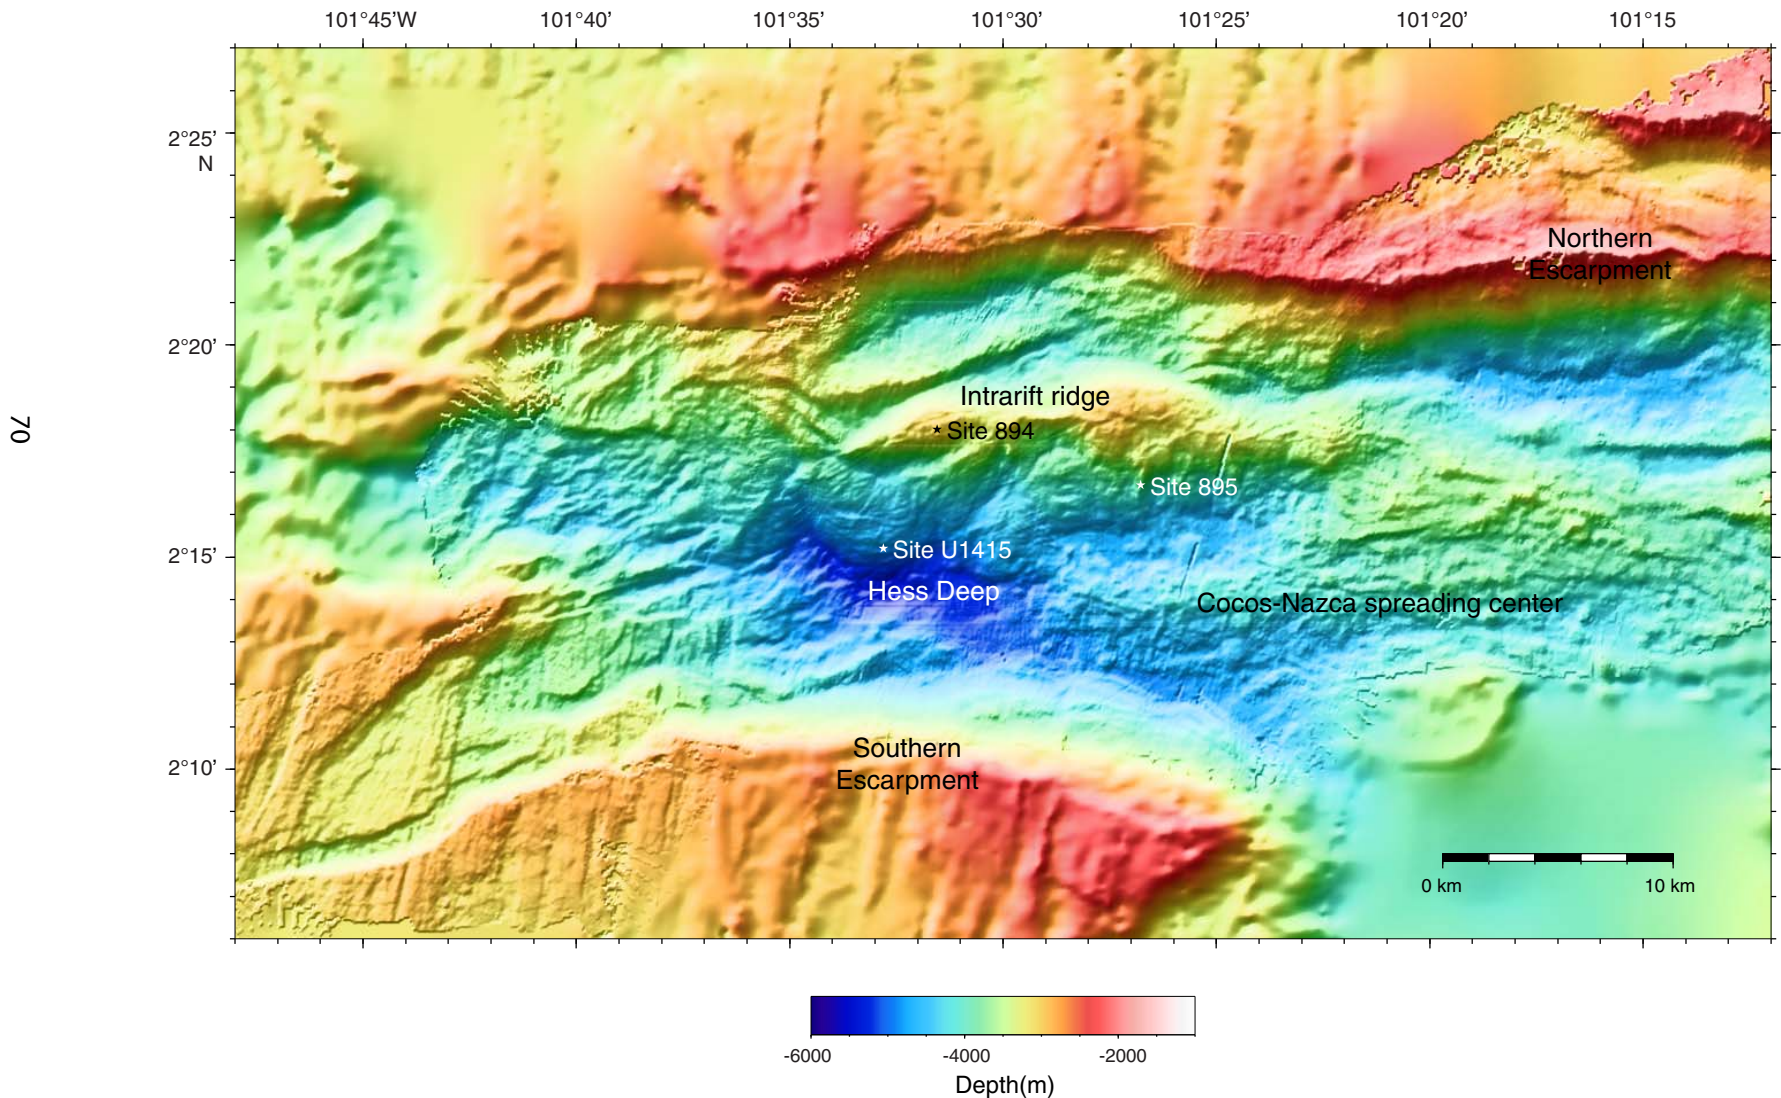 101°45’W
101°40’
101°35’
101°30’
101°25’
101°20’
101°15
2°25’
N
2°20’
2°15’
2°10’
70
Northern
Escarpment
Intrarift ridge
Site 894
Site 895
Site U1415
Hess Deep
Cocos-Nazca spreading center
Southern
Escarpment
0 km
10 km
-6000
-4000
-2000
Depth(m)